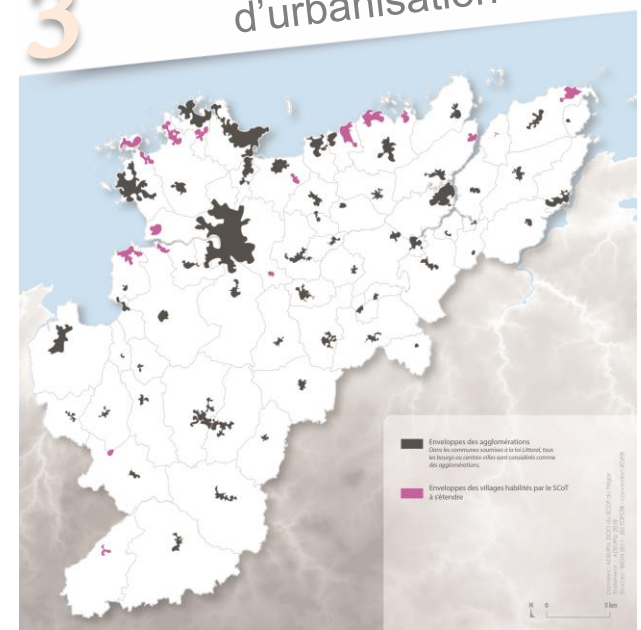 3
d'urbanisation
Enveloppes des agglomérations
Dans les communes soumises à la loi Littoral, tous
les bourgs ou centres-villes sont considérés comme
des agglomérations.
Enveloppes des villages habilités par le SCoT
à s'étendre
N 0 5 km